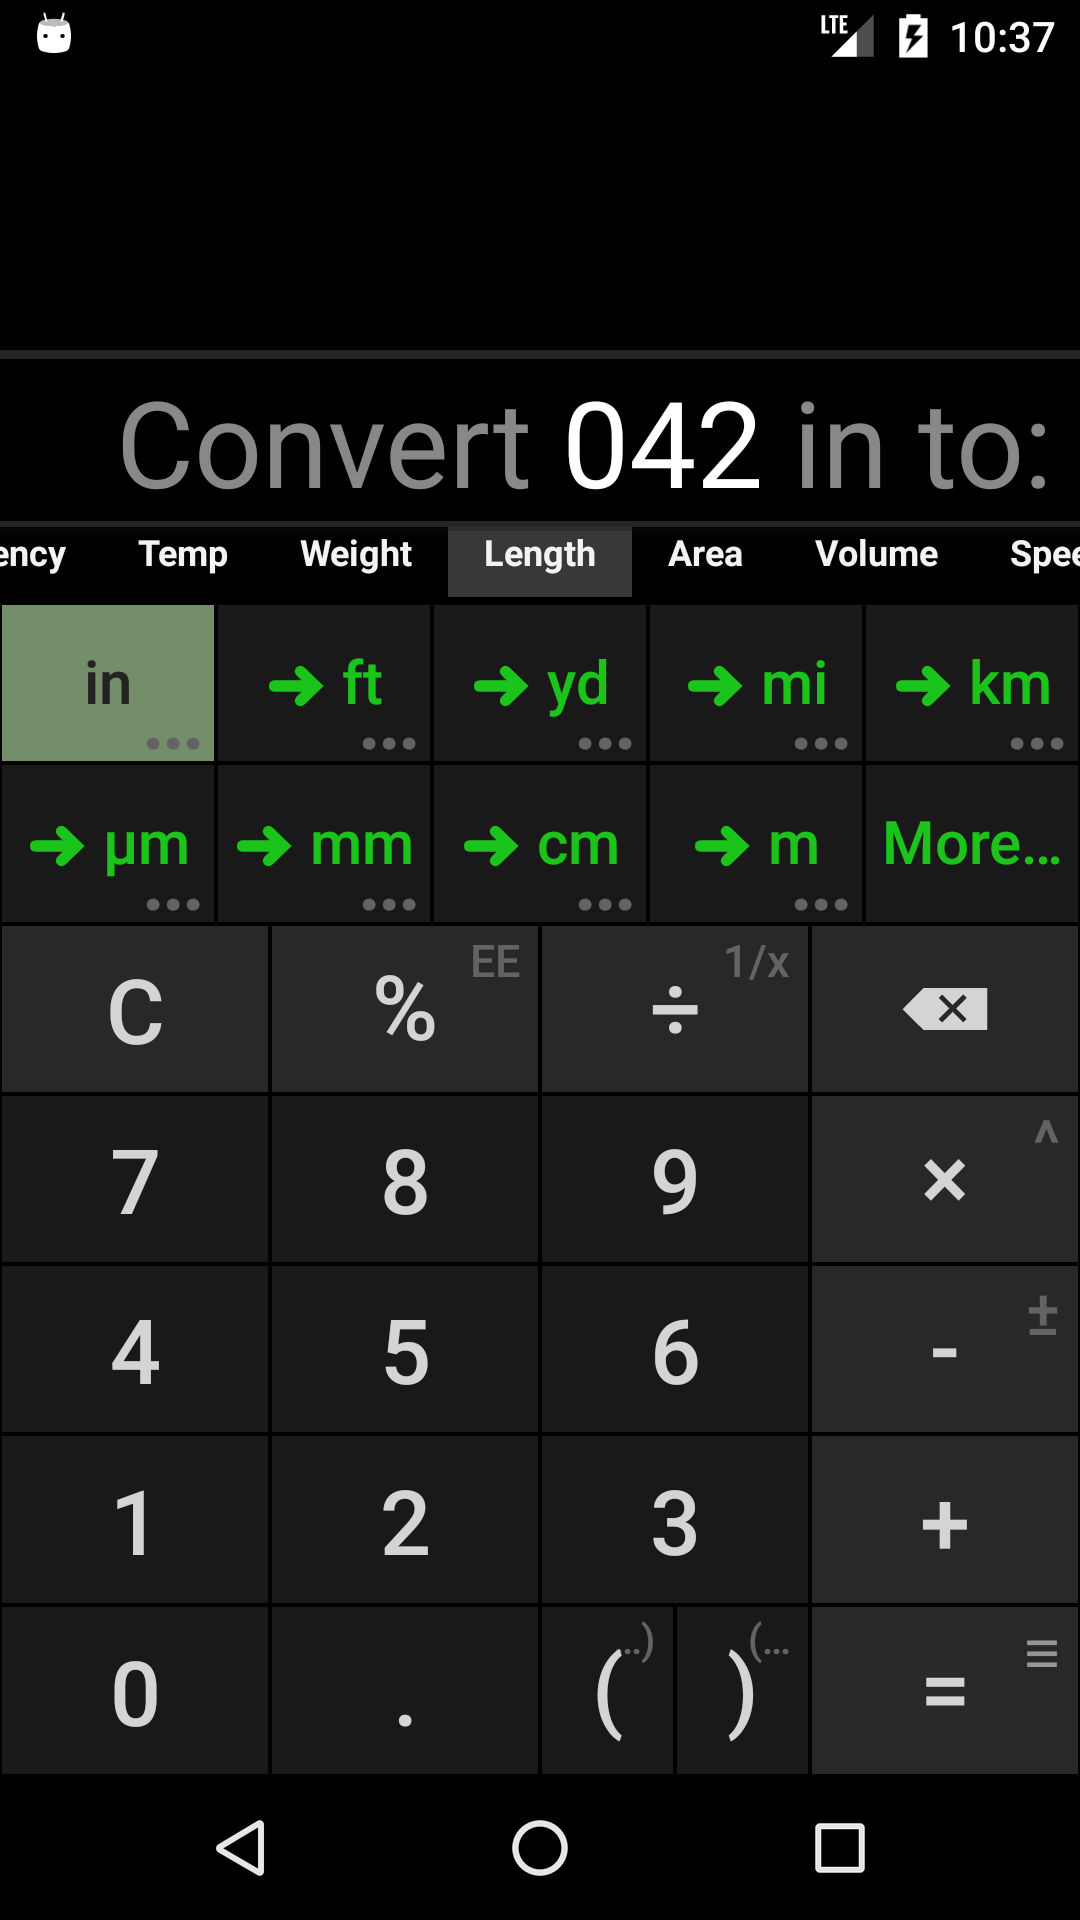 LTE 10:37
Convert 042 in to:
ency Temp Weight Length Area Volume Spee
in → ft → yd → mi → km
→ µm → mm → cm → m More...
C % EE ÷ 1/x
7 8 9 × ^
4 5 6 - ±
1 2 3 +
0 . ( ..) ) (... =